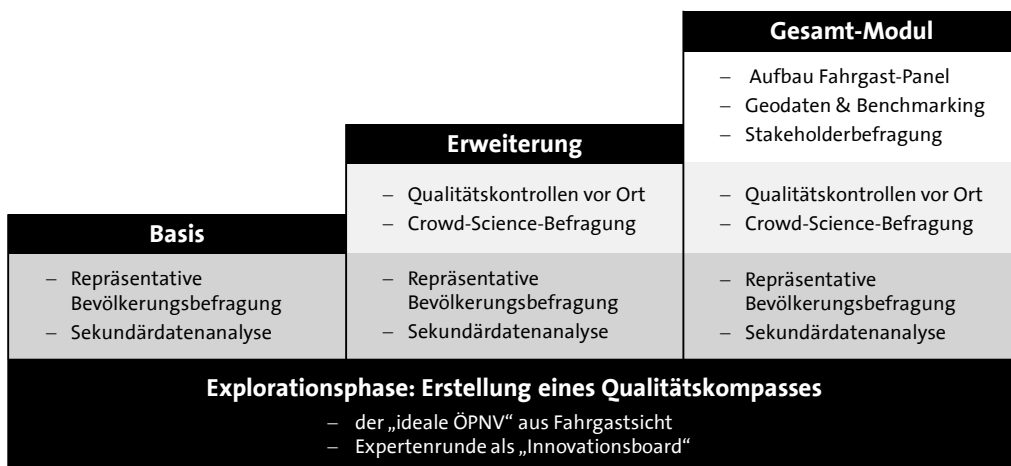 Gesamt-Modul
– Aufbau Fahrgast-Panel
– Geodaten & Benchmarking
– Stakeholderbefragung
– Qualitätskontrollen vor Ort
– Crowd-Science-Befragung
– Repräsentative
Bevölkerungsbefragung
– Sekundärdatenanalyse
Erweiterung
– Qualitätskontrollen vor Ort
– Crowd-Science-Befragung
– Repräsentative
Bevölkerungsbefragung
– Sekundärdatenanalyse
Basis
– Repräsentative
Bevölkerungsbefragung
– Sekundärdatenanalyse
Explorationsphase: Erstellung eines Qualitätskompasses
– der „ideale ÖPNV“ aus Fahrgastsicht
– Expertenrunde als „Innovationsboard“